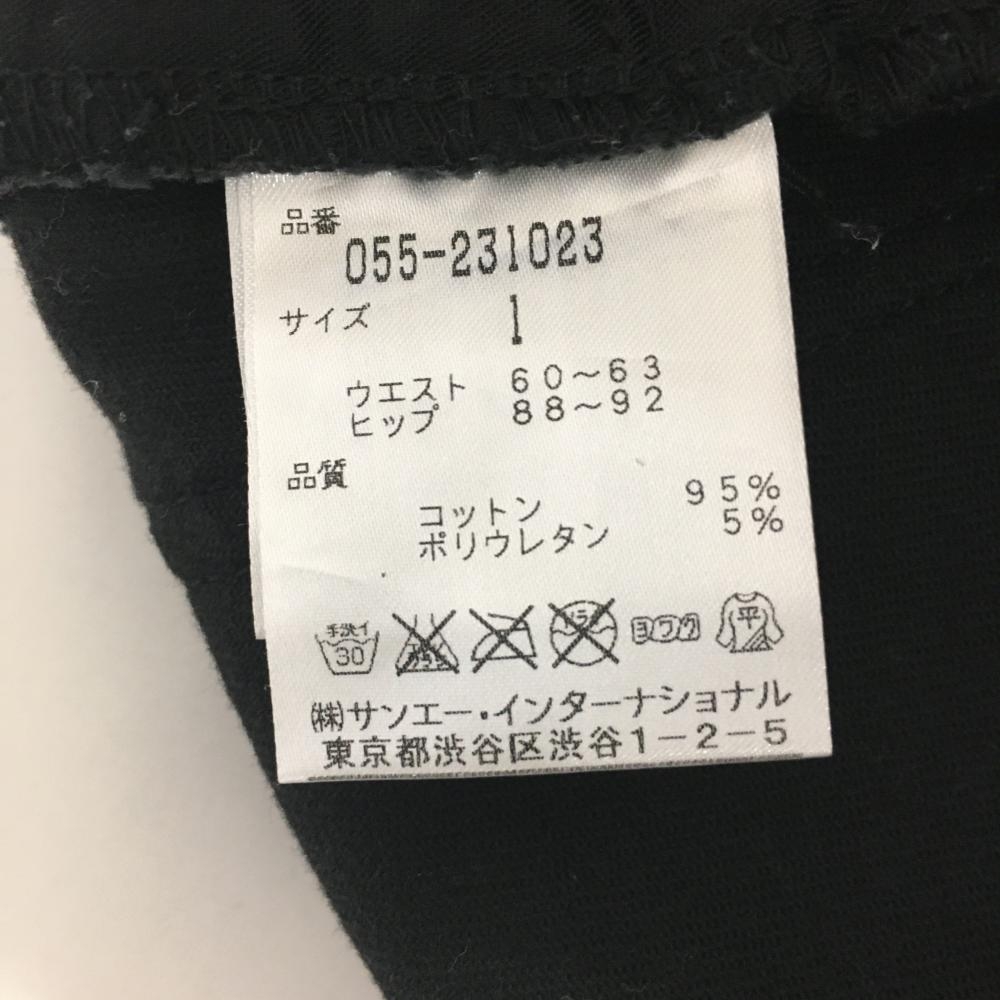 品番
055-231023
サイズ 1
ウエスト 60〜63
ヒップ 88〜92
品質
コットン 95%
ポリウレタン 5%
手洗イ 30 ドライ ヨワク 平
㈱サンエー・インターナショナル
東京都渋谷区渋谷1-2-5